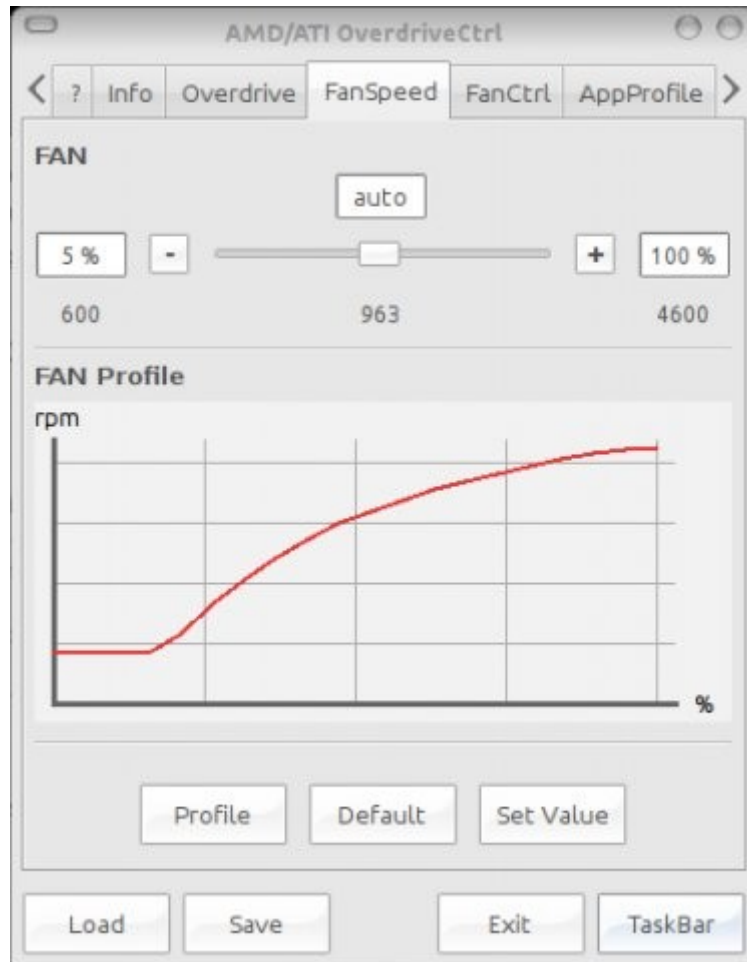 AMD/ATI OverdriveCtrl
? Info Overdrive FanSpeed FanCtrl AppProfile
FAN
auto
5 % - + 100 %
600 963 4600
FAN Profile
rpm
%
Profile Default Set Value
Load Save Exit TaskBar